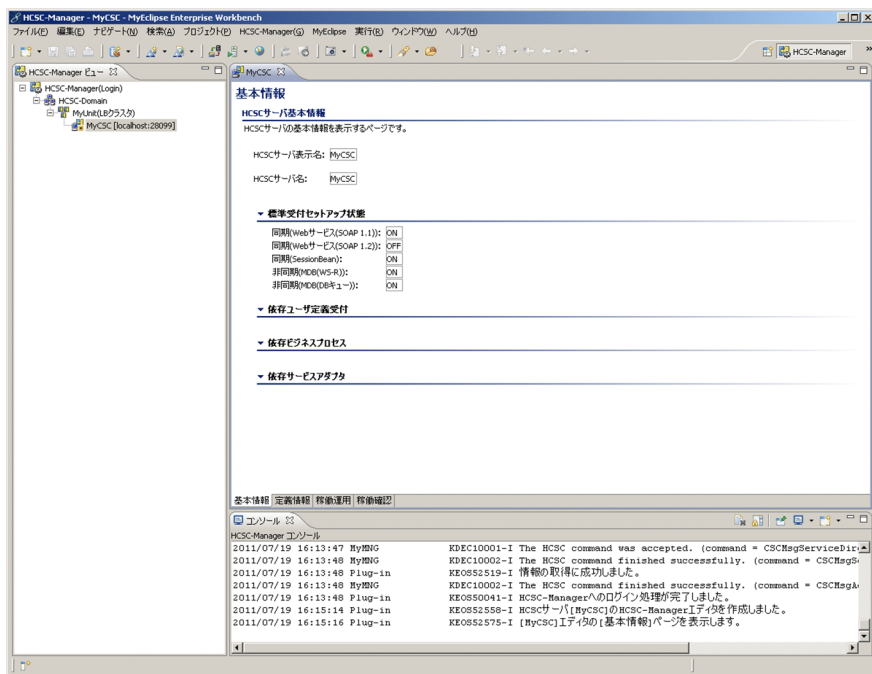 HCSC-Manager - MyCSC - MyEclipse Enterprise Workbench
ファイル(F) 編集(E) ナビゲート(N) 検索(A) プロジェクト(P) HCSC-Manager(G) MyEclipse 実行(R) ウィンドウ(W) ヘルプ(H)
HCSC-Manager
HCSC-Manager ビュー
HCSC-Manager(Login)
HCSC-Domain
MyUnit(LBクラスタ)
MyCSC [localhost:28099]
MyCSC
基本情報
HCSCサーバ基本情報
HCSCサーバの基本情報を表示するページです。
HCSCサーバ表示名: MyCSC
HCSCサーバ名: MyCSC
標準受付セットアップ状態
同期(Webサービス(SOAP 1.1)): ON
同期(Webサービス(SOAP 1.2)): OFF
同期(SessionBean): ON
非同期(MDB(WS-R)): ON
非同期(MDB(DBキュー)): ON
依存ユーザ定義受付
依存ビジネスプロセス
依存サービスアダプタ
基本情報 定義情報 稼働運用 稼働確認
コンソール
HCSC-Manager コンソール
2011/07/19 16:13:47 MyMNG KDEC10001-I The HCSC command was accepted. (command = CSCMsgServiceDir
2011/07/19 16:13:48 MyMNG KDEC10002-I The HCSC command finished successfully. (command = CSCMsgS
2011/07/19 16:13:48 Plug-in KEOS52519-I 情報の取得に成功しました。
2011/07/19 16:13:48 MyMNG KDEC10002-I The HCSC command finished successfully. (command = CSCMsgA
2011/07/19 16:13:48 Plug-in KEOS50041-I HCSC-Managerへのログイン処理が完了しました。
2011/07/19 16:15:14 Plug-in KEOS52558-I HCSCサーバ[MyCSC]のHCSC-Managerエディタを作成しました。
2011/07/19 16:15:16 Plug-in KEOS52575-I [MyCSC]エディタの[基本情報]ページを表示します。